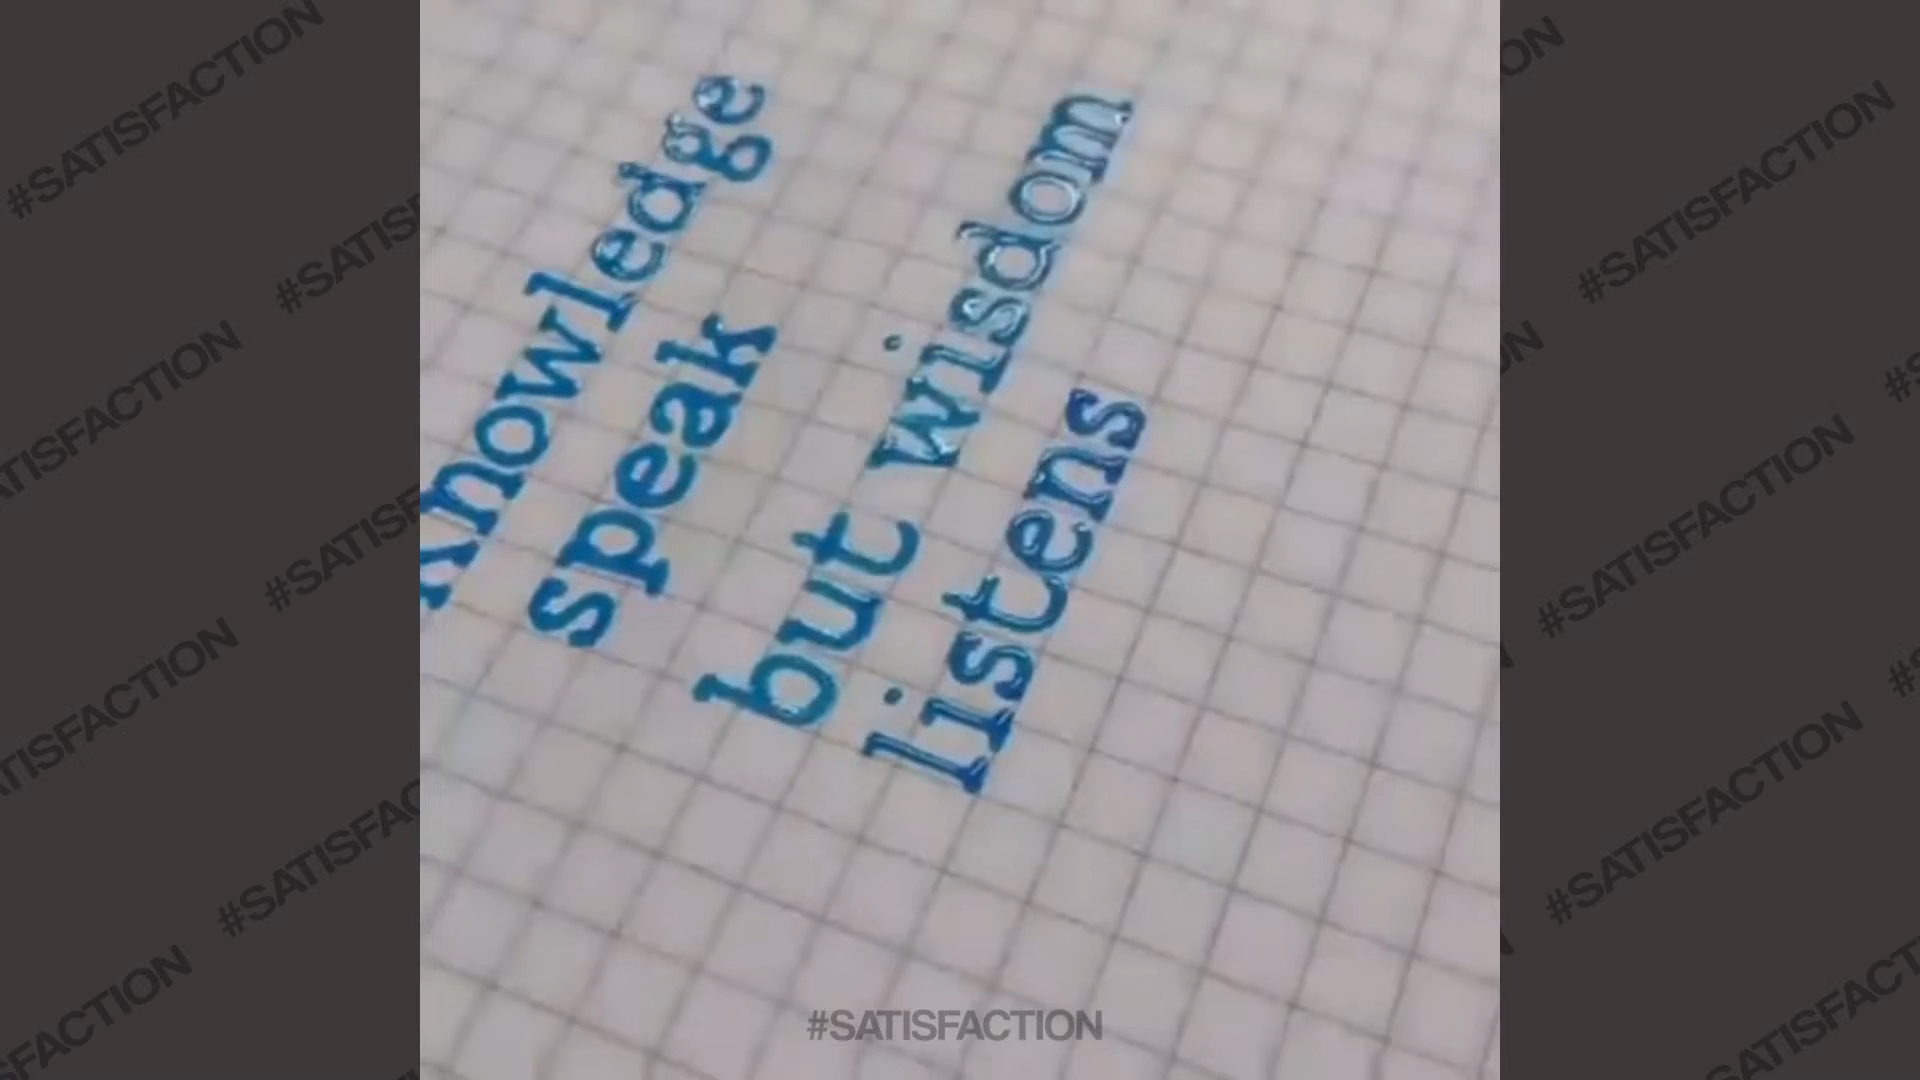 Knowledge
speak
but wisdom
listens
#SATISFACTION